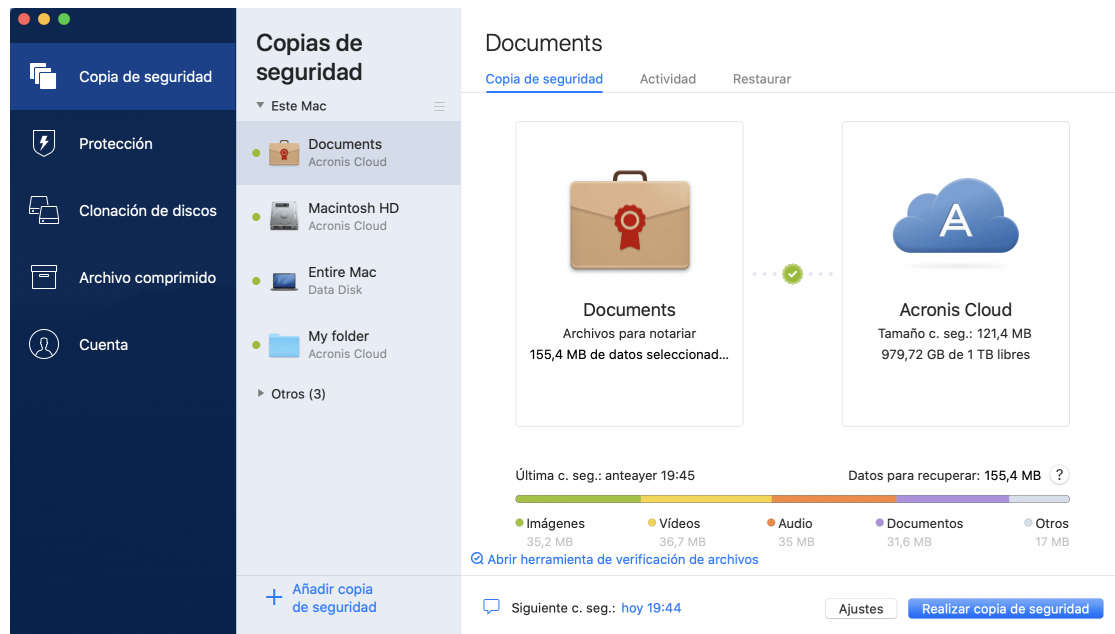 Copia de seguridad
Protección
Clonación de discos
Archivo comprimido
Cuenta
Copias de
seguridad
Este Mac
Documents
Acronis Cloud
Macintosh HD
Acronis Cloud
Entire Mac
Data Disk
My folder
Acronis Cloud
Otros (3)
Añadir copia
de seguridad
Documents
Copia de seguridad Actividad Restaurar
Documents
Archivos para notariar
155,4 MB de datos seleccionad...
A
Acronis Cloud
Tamaño c. seg.: 121,4 MB
979,72 GB de 1 TB libres
Última c. seg.: anteayer 19:45 Datos para recuperar: 155,4 MB ?
Imágenes Vídeos Audio Documentos Otros
35,2 MB 36,7 MB 35 MB 31,6 MB 17 MB
Abrir herramienta de verificación de archivos
Siguiente c. seg.: hoy 19:44 Ajustes Realizar copia de seguridad